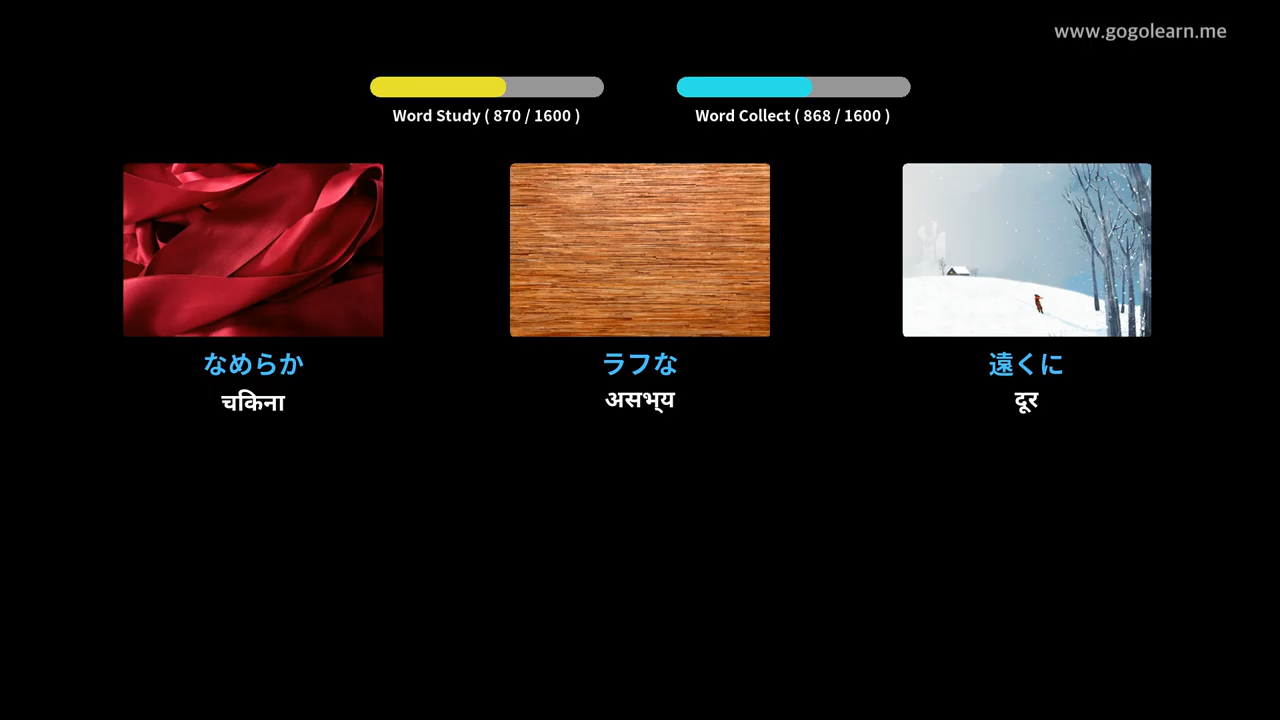 www.gogolearn.me
Word Study ( 870 / 1600 )
Word Collect ( 868 / 1600 )
なめらか
ラフな
遠くに
चिकना
असभ्य
दूर